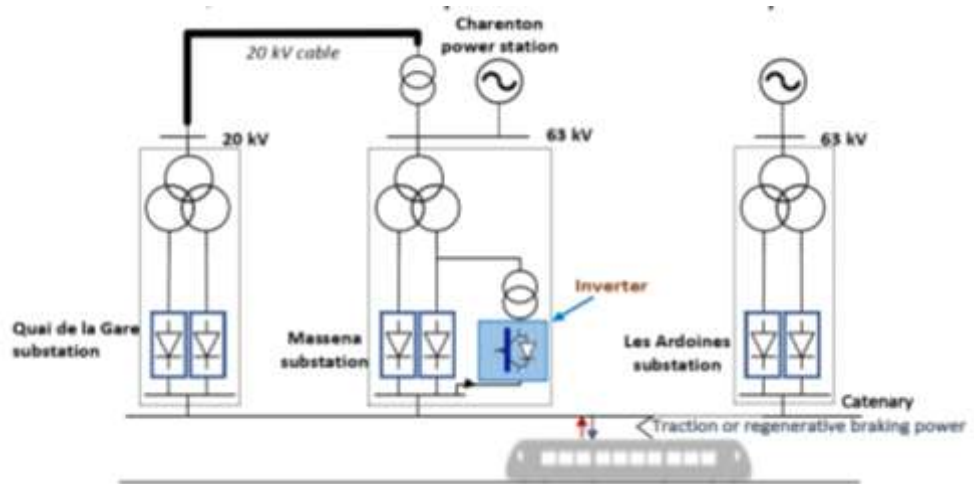 Charenton
power station
20 kV cable
20 kV
63 kV
63 kV
Inverter
Quai de la Gare
substation
Massena
substation
Les Ardoines
substation
Catenary
Traction or regenerative braking power